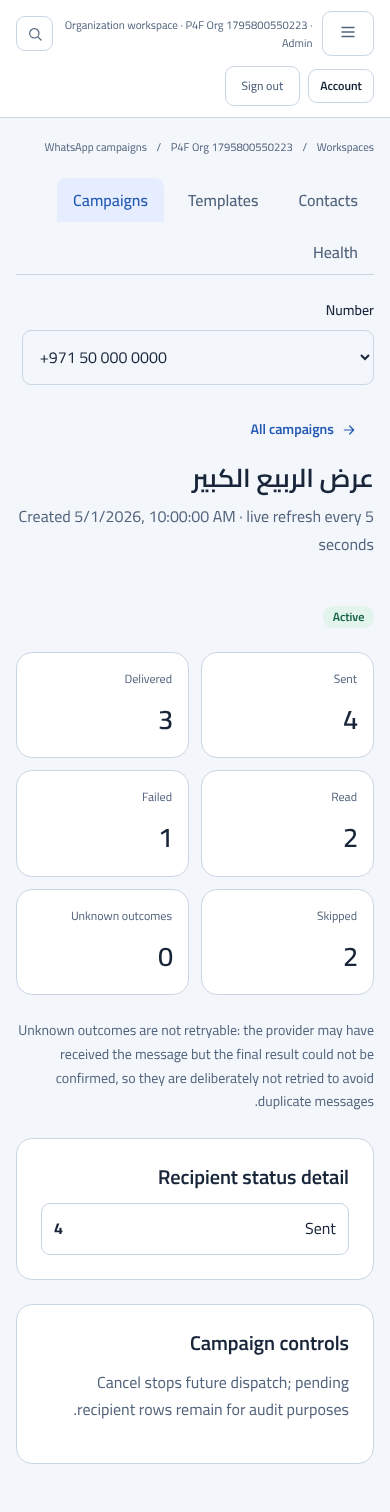 Organization workspace · P4F Org 1795800550223 ·
Admin
Account
Sign out
Workspaces / P4F Org 1795800550223 / WhatsApp campaigns
Contacts
Templates
Campaigns
Health
Number
+971 50 000 0000
All campaigns →
عرض الربيع الكبير
Created 5/1/2026, 10:00:00 AM · live refresh every 5
seconds
Active
Sent
4
Delivered
3
Read
2
Failed
1
Skipped
2
Unknown outcomes
0
Unknown outcomes are not retryable: the provider may have
received the message but the final result could not be
confirmed, so they are deliberately not retried to avoid
.duplicate messages
Recipient status detail
Sent 4
Campaign controls
Cancel stops future dispatch; pending
.recipient rows remain for audit purposes